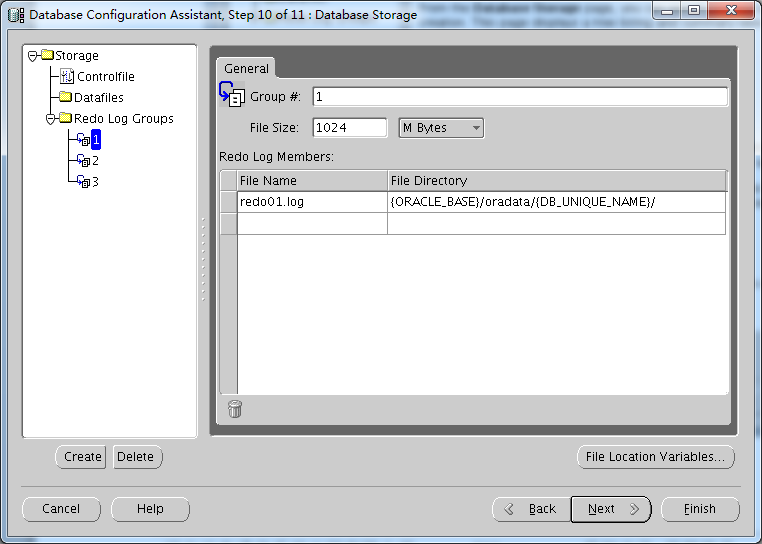 Database Configuration Assistant, Step 10 of 11 : Database Storage
Storage
Controlfile
Datafiles
Redo Log Groups
1
2
3
General
Group #: 1
File Size: 1024 M Bytes
Redo Log Members:
File Name File Directory
redo01.log {ORACLE_BASE}/oradata/{DB_UNIQUE_NAME}/
Create Delete File Location Variables...
Cancel Help Back Next Finish